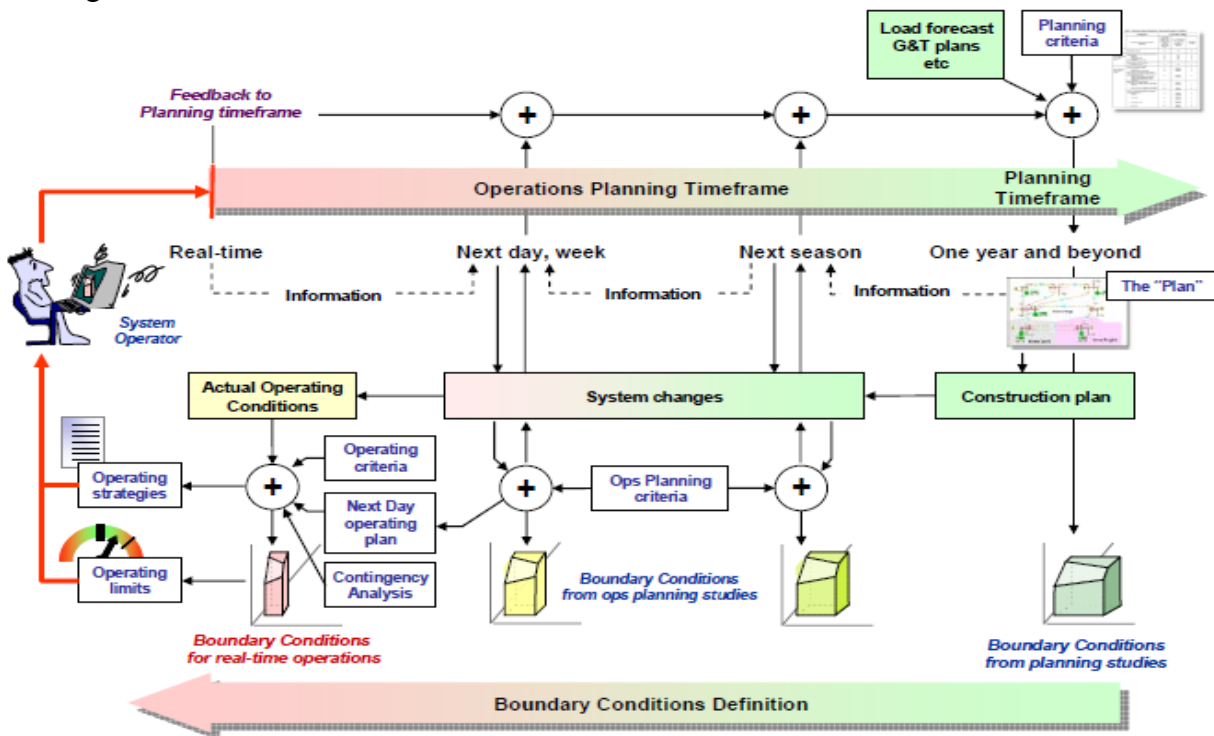 Load forecast
G&T plans
etc
Planning
criteria
Feedback to
Planning timeframe
+
+
+
Operations Planning Timeframe
Planning
Timeframe
Real-time
Next day, week
Next season
One year and beyond
Information
Information
Information
The "Plan"
System
Operator
Actual Operating
Conditions
System changes
Construction plan
Operating
criteria
Operating
strategies
+
Next Day
operating
plan
+
Ops Planning
criteria
+
Operating
limits
Contingency
Analysis
Boundary Conditions
from ops planning studies
Boundary Conditions
for real-time operations
Boundary Conditions
from planning studies
Boundary Conditions Definition